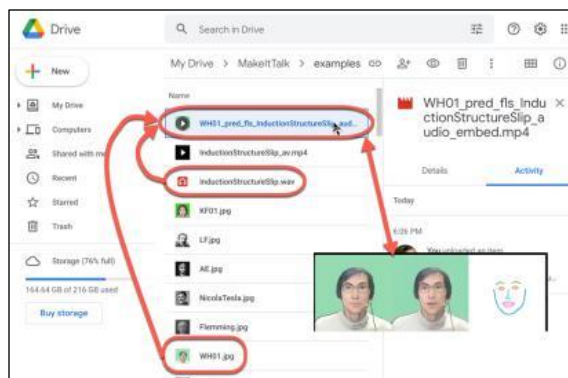 Drive
Search in Drive
New
My Drive
Computers
Shared with me
Recent
Starred
Trash
Storage (76% full)
164.64 GB of 216 GB used
Buy storage
My Drive > MakeItTalk > examples
Name
WH01_pred_fls_InductionStructureSlip_aud...
InductionStructureSlip_av.mp4
InductionStructureSlip.wav
KF01.jpg
LF.jpg
AE.jpg
NicolaTesla.jpg
Flemming.jpg
WH01.jpg
WH01_pred_fls_Indu
ctionStructureSlip_a
udio_embed.mp4
Details
Activity
Today
6:26 PM
You uploaded an item